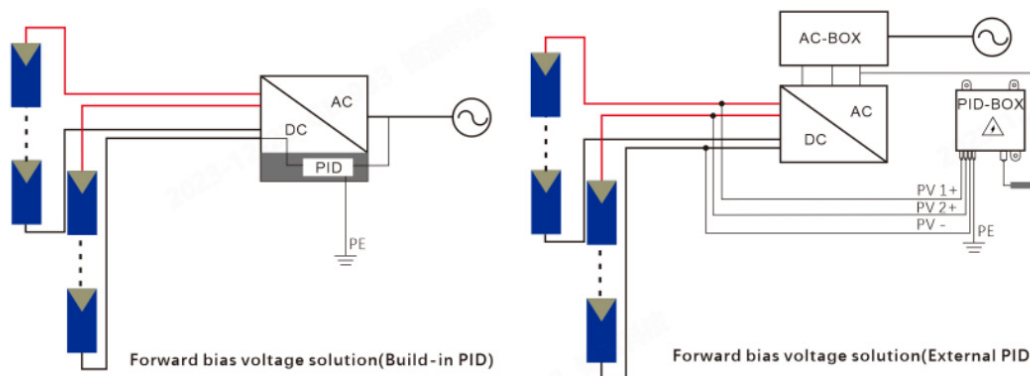 AC
DC
PID
PE
Forward bias voltage solution(Build-in PID)
AC-BOX
AC
DC
PID-BOX
PV 1+
PV 2+
PV -
PE
Forward bias voltage solution(External PID